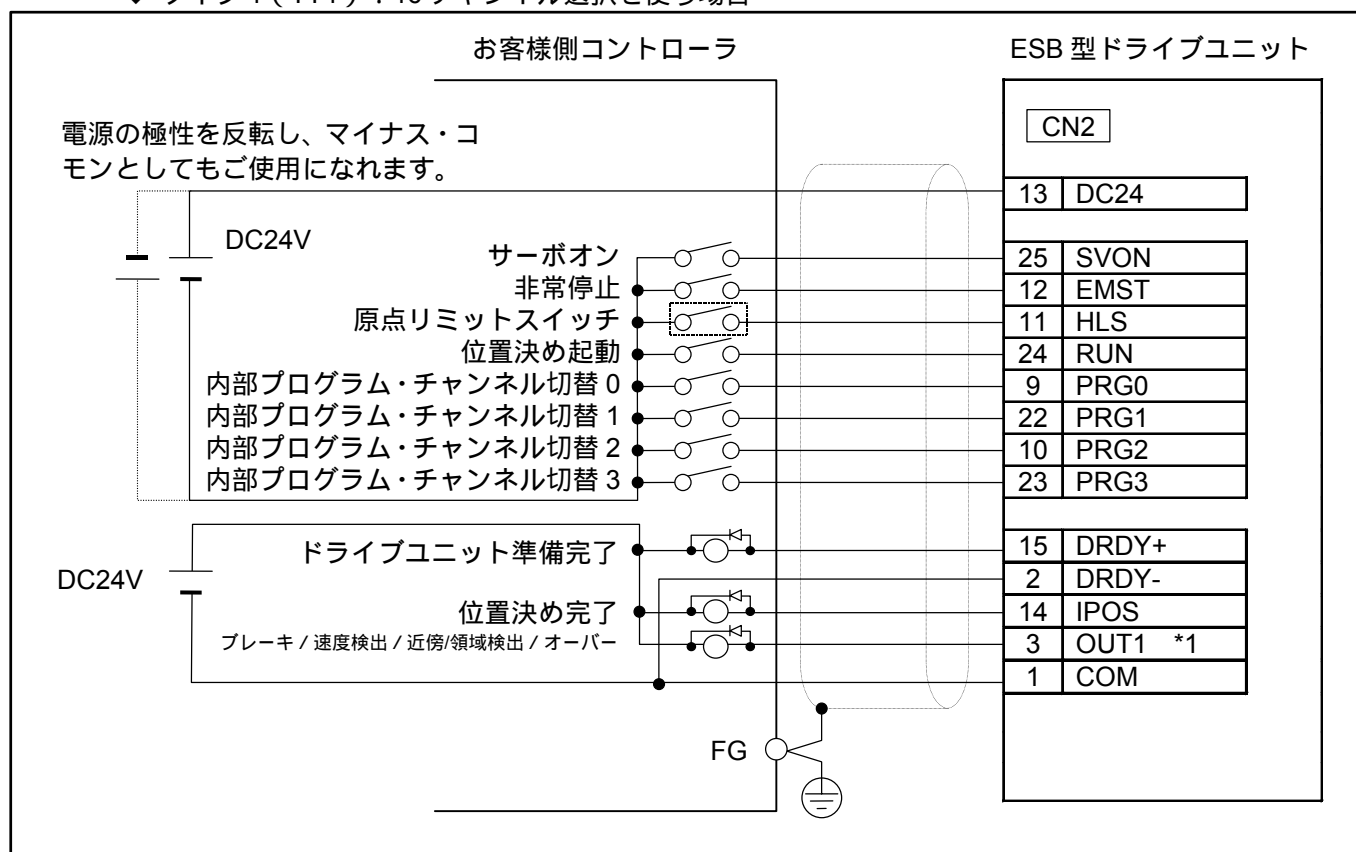 お客様側コントローラ
ESB 型ドライブユニット
CN2
電源の極性を反転し、マイナス・コ
モンとしてもご使用になれます。
13 DC24
DC24V
サーボオン
25 SVON
非常停止
12 EMST
原点リミットスイッチ
11 HLS
位置決め起動
24 RUN
内部プログラム・チャンネル切替 0
9 PRG0
内部プログラム・チャンネル切替 1
22 PRG1
内部プログラム・チャンネル切替 2
10 PRG2
内部プログラム・チャンネル切替 3
23 PRG3
ドライブユニット準備完了
15 DRDY+
DC24V
2 DRDY-
位置決め完了
14 IPOS
ブレーキ / 速度検出 / 近傍/領域検出 / オーバー
3 OUT1 *1
1 COM
FG